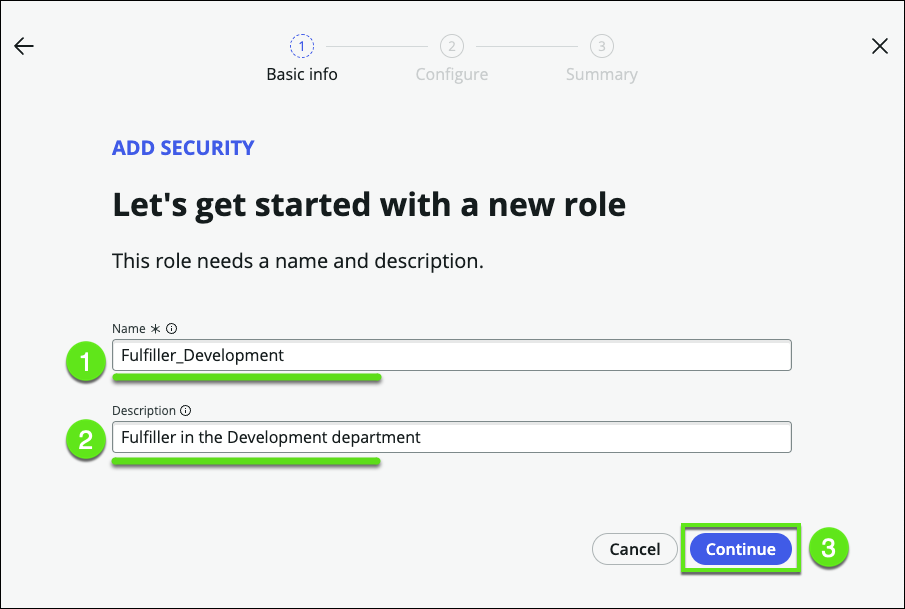 1 2 3
Basic info Configure Summary
ADD SECURITY
Let's get started with a new role
This role needs a name and description.
Name *
1 Fulfiller_Development
Description
2 Fulfiller in the Development department
Cancel Continue 3